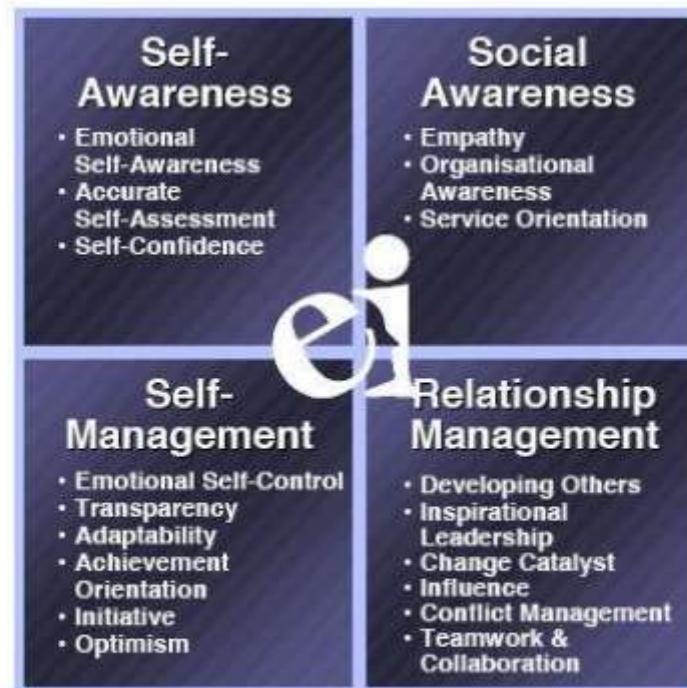 Self-
Awareness
• Emotional
Self-Awareness
• Accurate
Self-Assessment
• Self-Confidence
Social
Awareness
• Empathy
• Organisational
Awareness
• Service Orientation
ei
Self-
Management
• Emotional Self-Control
• Transparency
• Adaptability
• Achievement
Orientation
• Initiative
• Optimism
Relationship
Management
• Developing Others
• Inspirational
Leadership
• Change Catalyst
• Influence
• Conflict Management
• Teamwork &
Collaboration